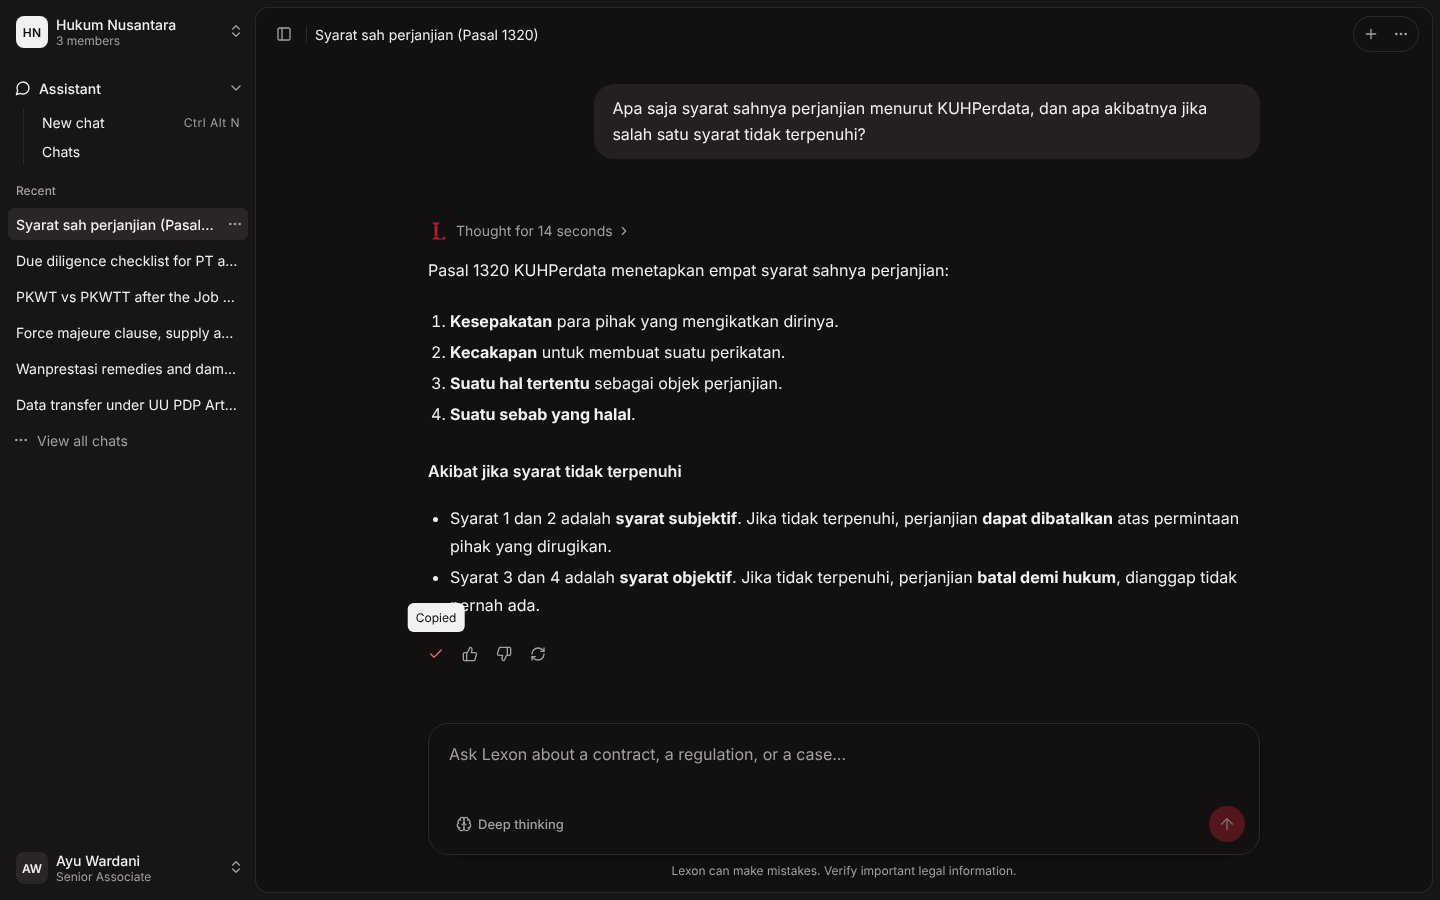 HN
Hukum Nusantara
3 members
Assistant
New chat
Ctrl Alt N
Chats
Recent
Syarat sah perjanjian (Pasal...
Due diligence checklist for PT a...
PKWT vs PKWTT after the Job ...
Force majeure clause, supply a...
Wanprestasi remedies and dam...
Data transfer under UU PDP Art...
View all chats
AW
Ayu Wardani
Senior Associate
Syarat sah perjanjian (Pasal 1320)
Apa saja syarat sahnya perjanjian menurut KUHPerdata, dan apa akibatnya jika
salah satu syarat tidak terpenuhi?
L
Thought for 14 seconds
Pasal 1320 KUHPerdata menetapkan empat syarat sahnya perjanjian:
1. Kesepakatan para pihak yang mengikatkan dirinya.
2. Kecakapan untuk membuat suatu perikatan.
3. Suatu hal tertentu sebagai objek perjanjian.
4. Suatu sebab yang halal.
Akibat jika syarat tidak terpenuhi
• Syarat 1 dan 2 adalah syarat subjektif. Jika tidak terpenuhi, perjanjian dapat dibatalkan atas permintaan
pihak yang dirugikan.
• Syarat 3 dan 4 adalah syarat objektif. Jika tidak terpenuhi, perjanjian batal demi hukum, dianggap tidak
pernah ada.
Copied
Ask Lexon about a contract, a regulation, or a case...
Deep thinking
Lexon can make mistakes. Verify important legal information.